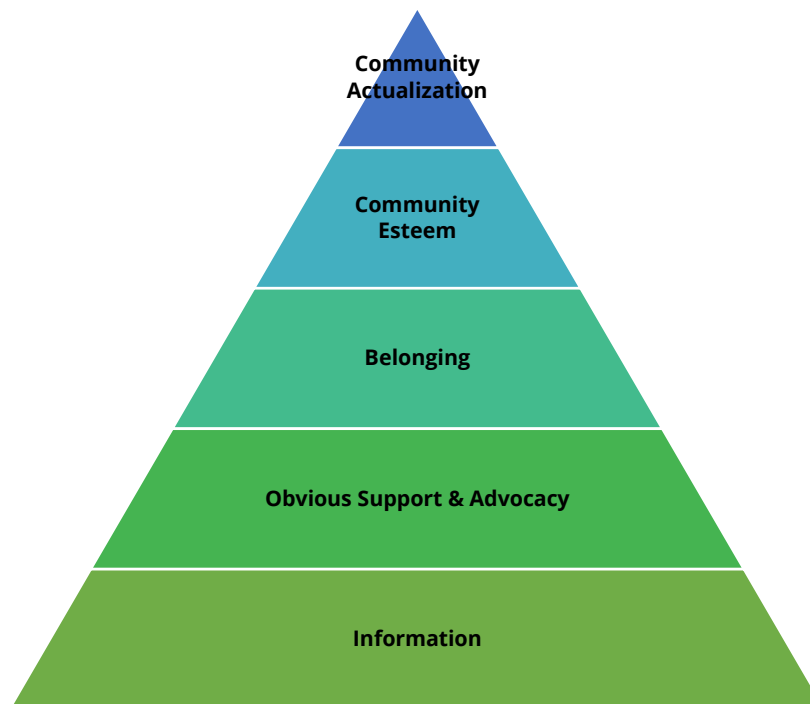 Community
Actualization
Community
Esteem
Belonging
Obvious Support & Advocacy
Information